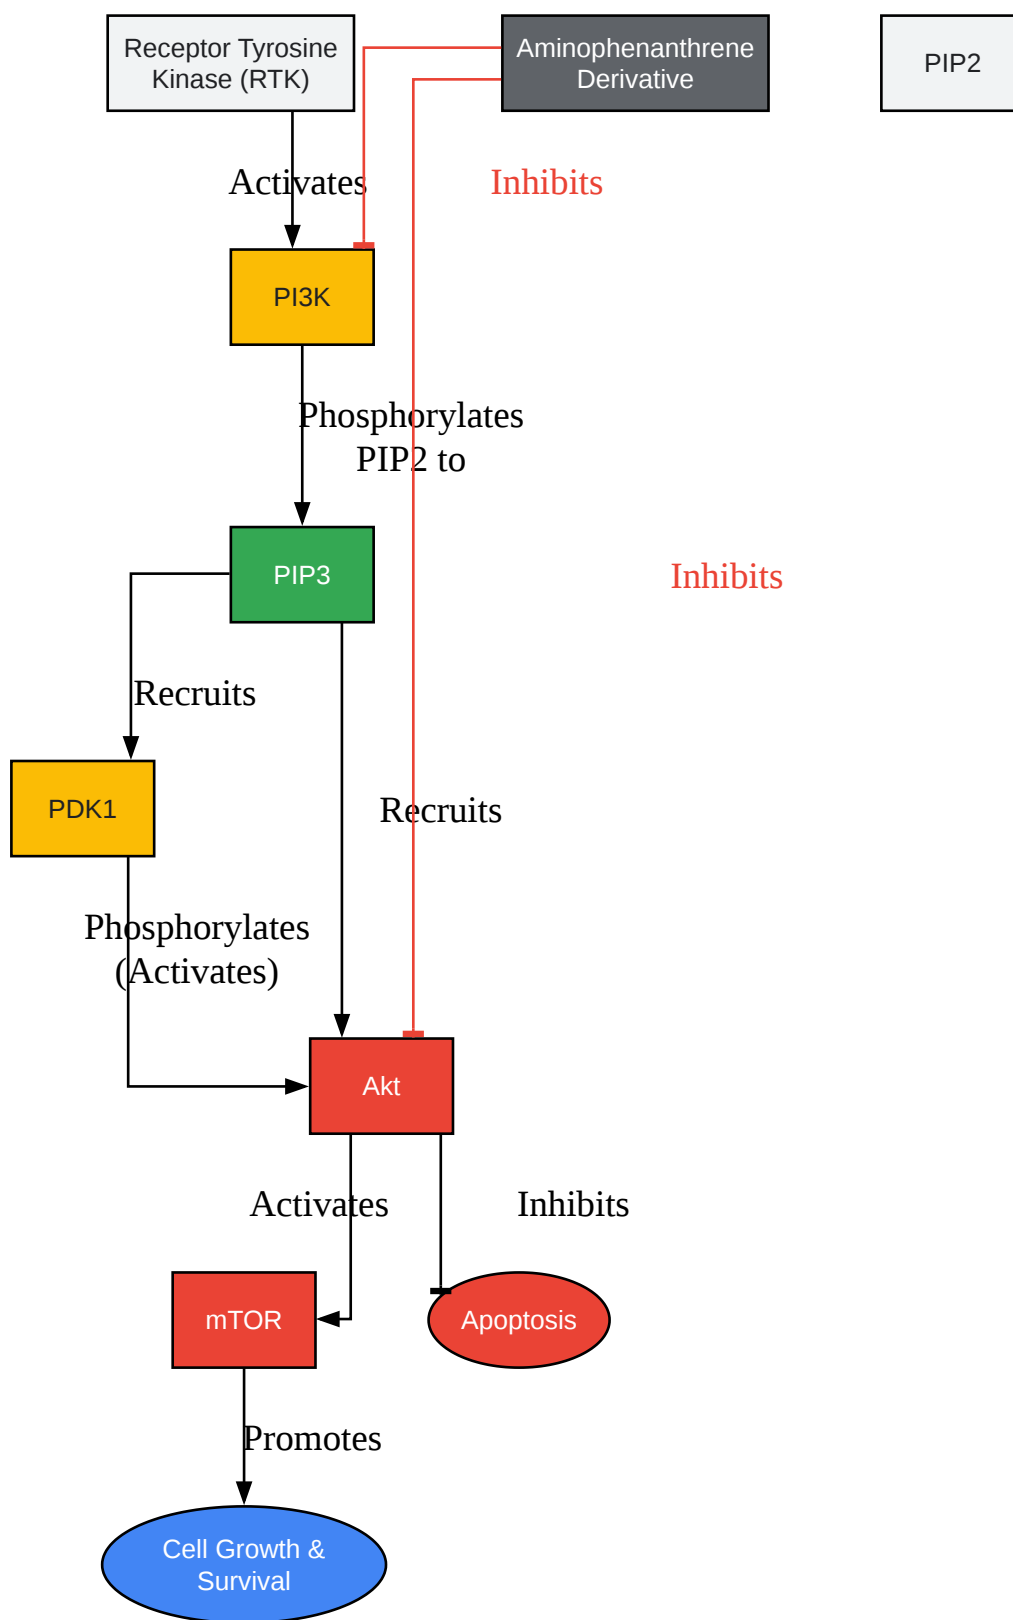 Receptor Tyrosine
Kinase (RTK)
Aminophenanthrene
Derivative
PIP2
Activates
Inhibits
PI3K
Phosphorylates
PIP2 to
PIP3
Inhibits
Recruits
PDK1
Recruits
Phosphorylates
(Activates)
Akt
Activates
Inhibits
mTOR
Apoptosis
Promotes
Cell Growth &
Survival